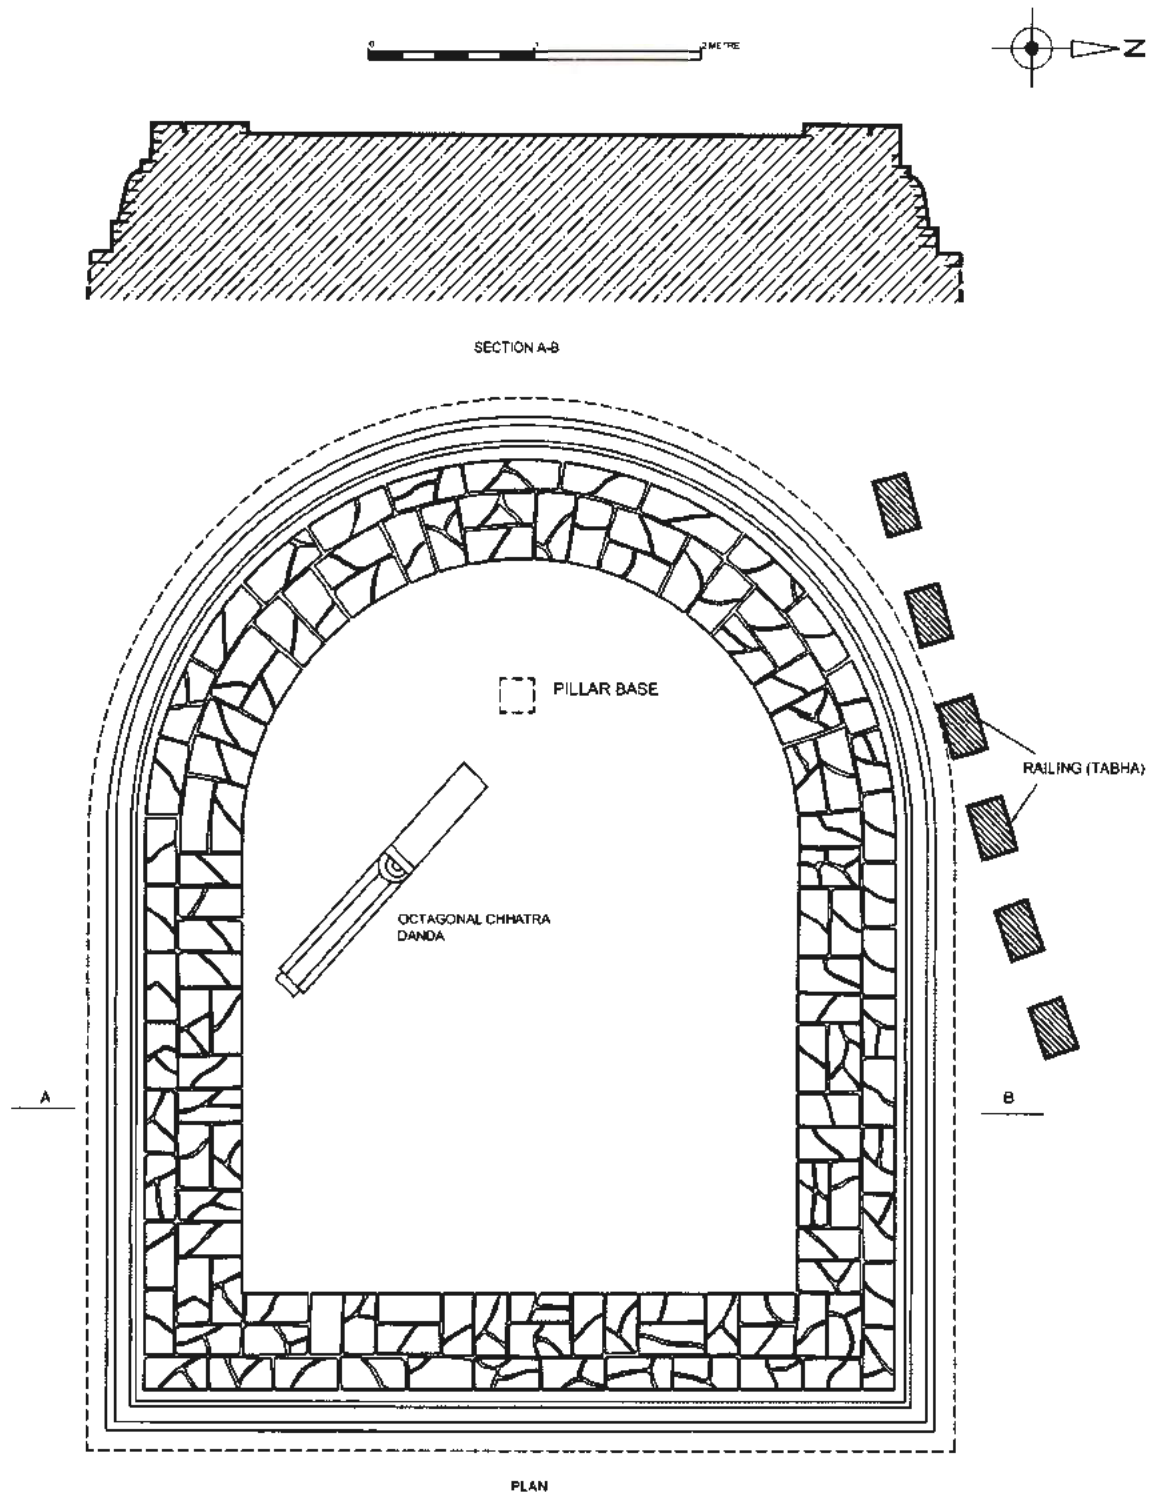 0 1 2 METRE
N
SECTION A-B
PILLAR BASE
RAILING (TABHA)
OCTAGONAL CHHATRA
DANDA
A
B
PLAN